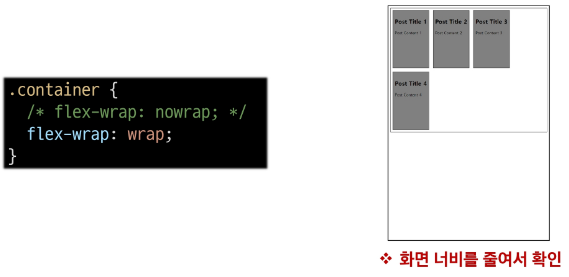 .container {
/* flex-wrap: nowrap; */
flex-wrap: wrap;
}
Post Title 1 Post Title 2 Post Title 3
Post Content 1 Post Content 2 Post Content 3
Post Title 4
Post Content 4
❖ 화면 너비를 줄여서 확인